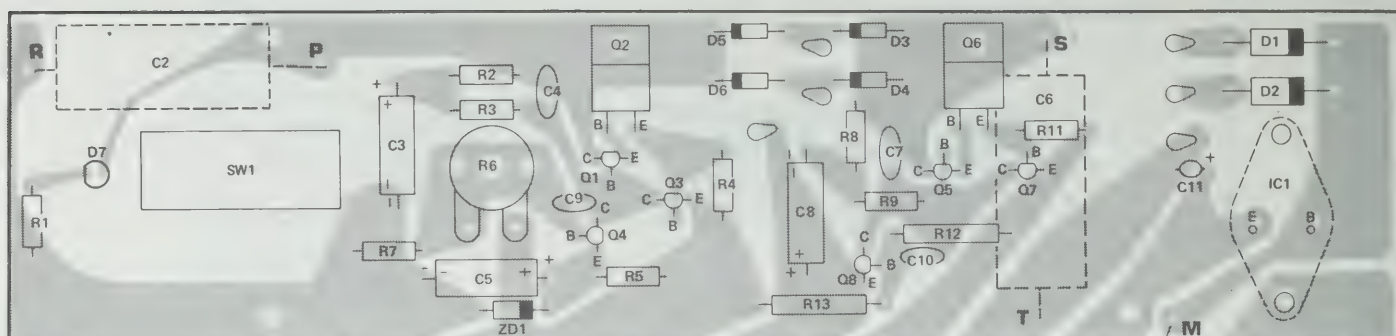 R C2 P
D7
SW1
R1
+
+
C3
-
R7
R2
R3
C4
R6
C5
- - + +
ZD1
Q2
B E
C E
Q1 B
C9
C
B Q4
E
R5
C Q3 E
B
R4
D5
D6
D3
D4
R8
C7
-
C8
+
+
R9
R12
C
B
Q8 E
C10
R13
Q6
B E
C E
Q5
S
C6
R11
B
C E
Q7
T
D1
D2
+
C11
IC1
E B
M